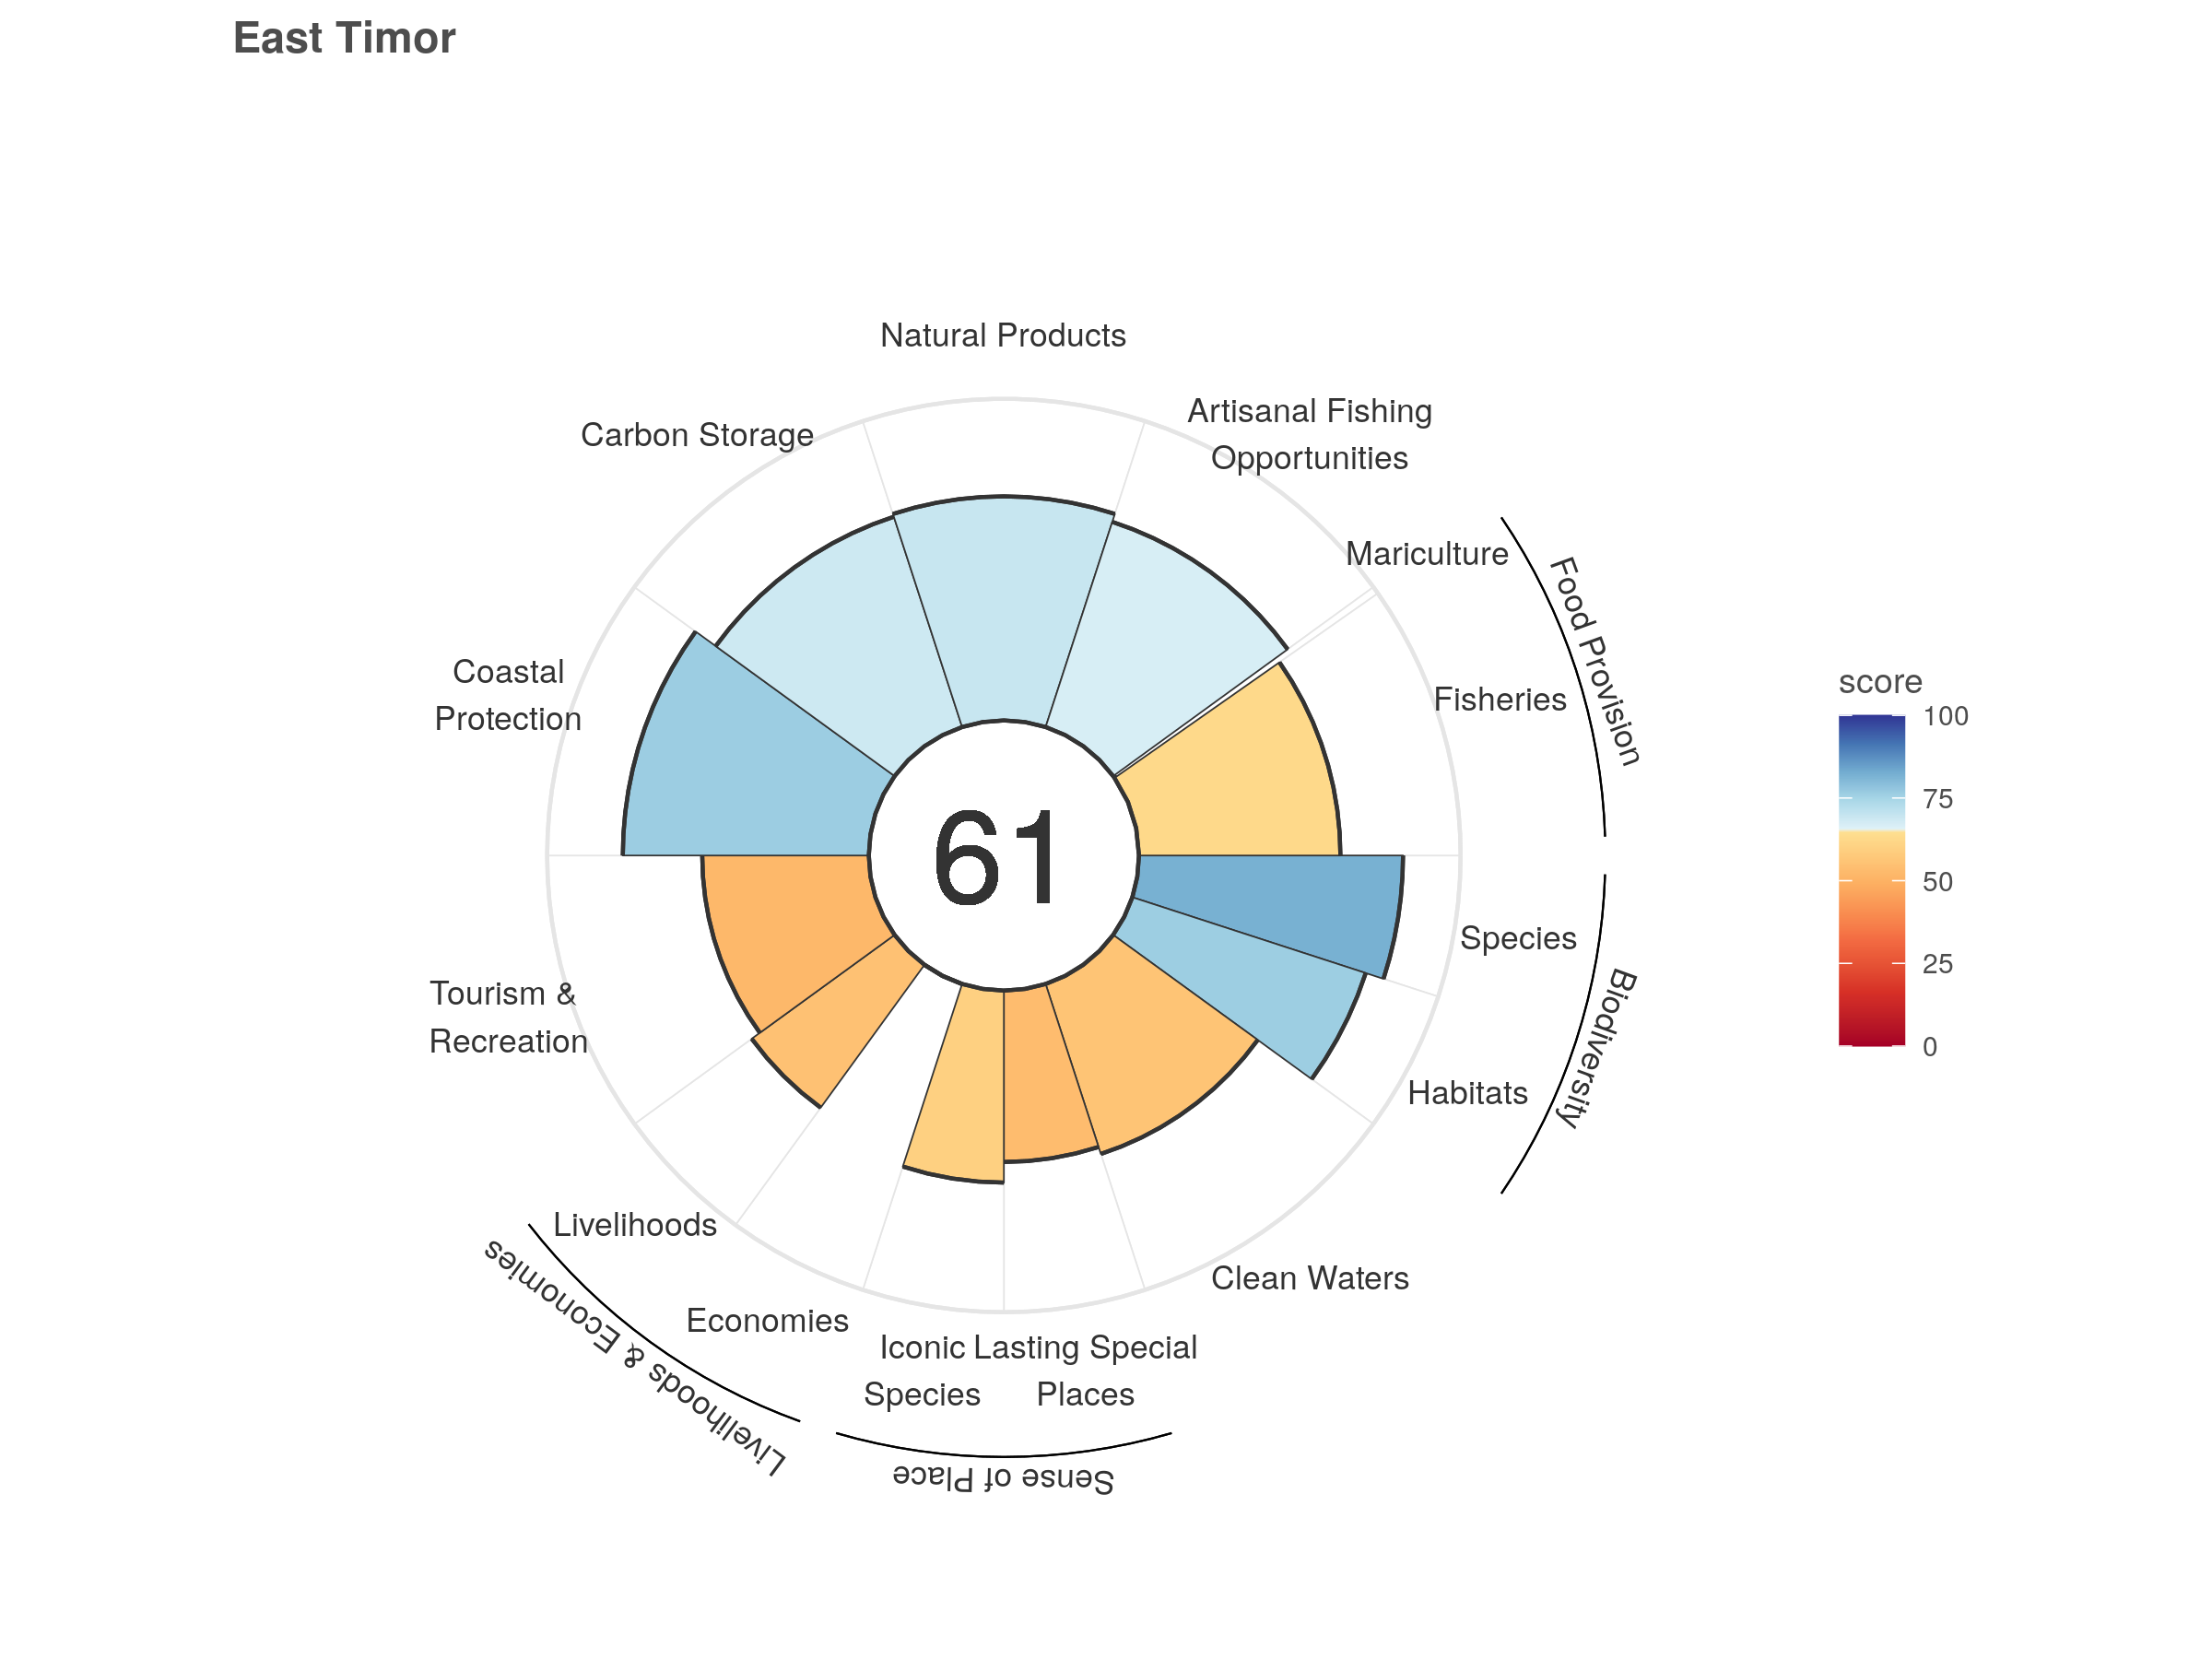 East Timor
Natural Products
Artisanal Fishing
Opportunities
Carbon Storage
Mariculture
Food Provision
Fisheries
Coastal
Protection
61
score
100
75
50
25
0
Species
Biodiversity
Habitats
Tourism &
Recreation
Livelihoods
Livelihoods & Economies
Economies
Clean Waters
Iconic
Species
Lasting Special
Places
Sense of Place